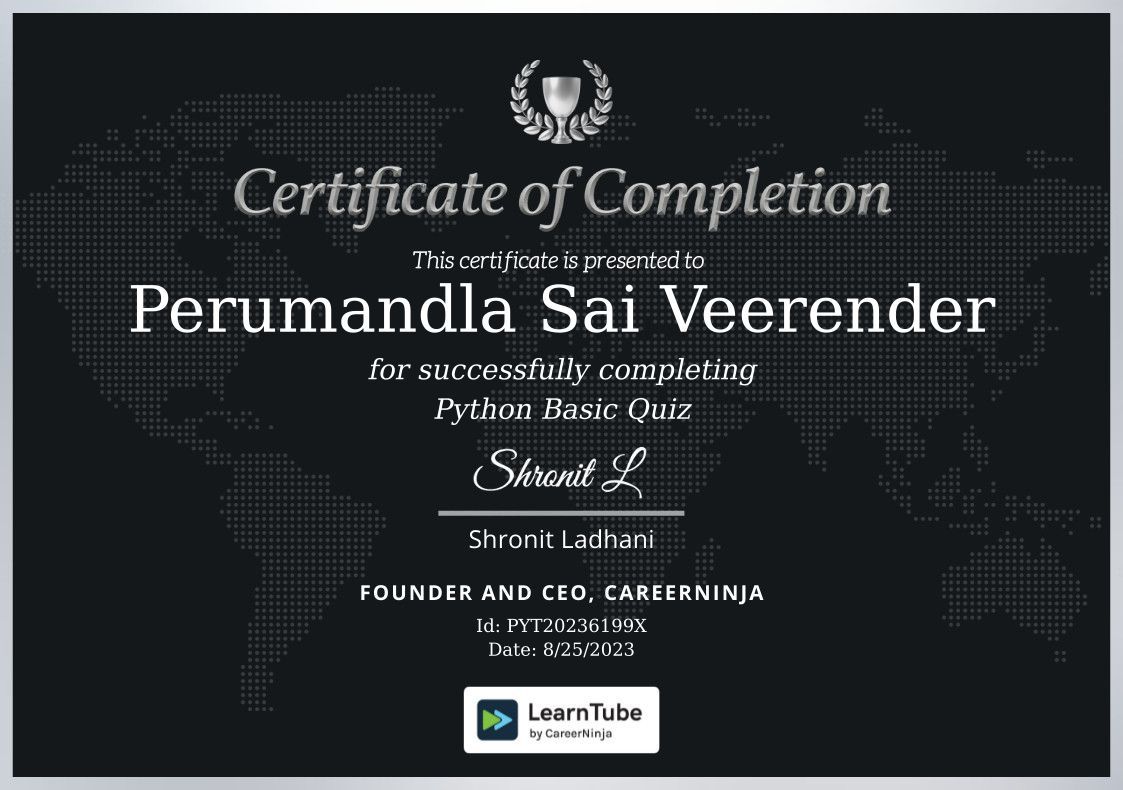 Certificate of Completion
This certificate is presented to
Perumandla Sai Veerender
for successfully completing
Python Basic Quiz
Shronit L
Shronit Ladhani
FOUNDER AND CEO, CAREERNINJA
Id: PYT20236199X
Date: 8/25/2023
LearnTube
by CareerNinja